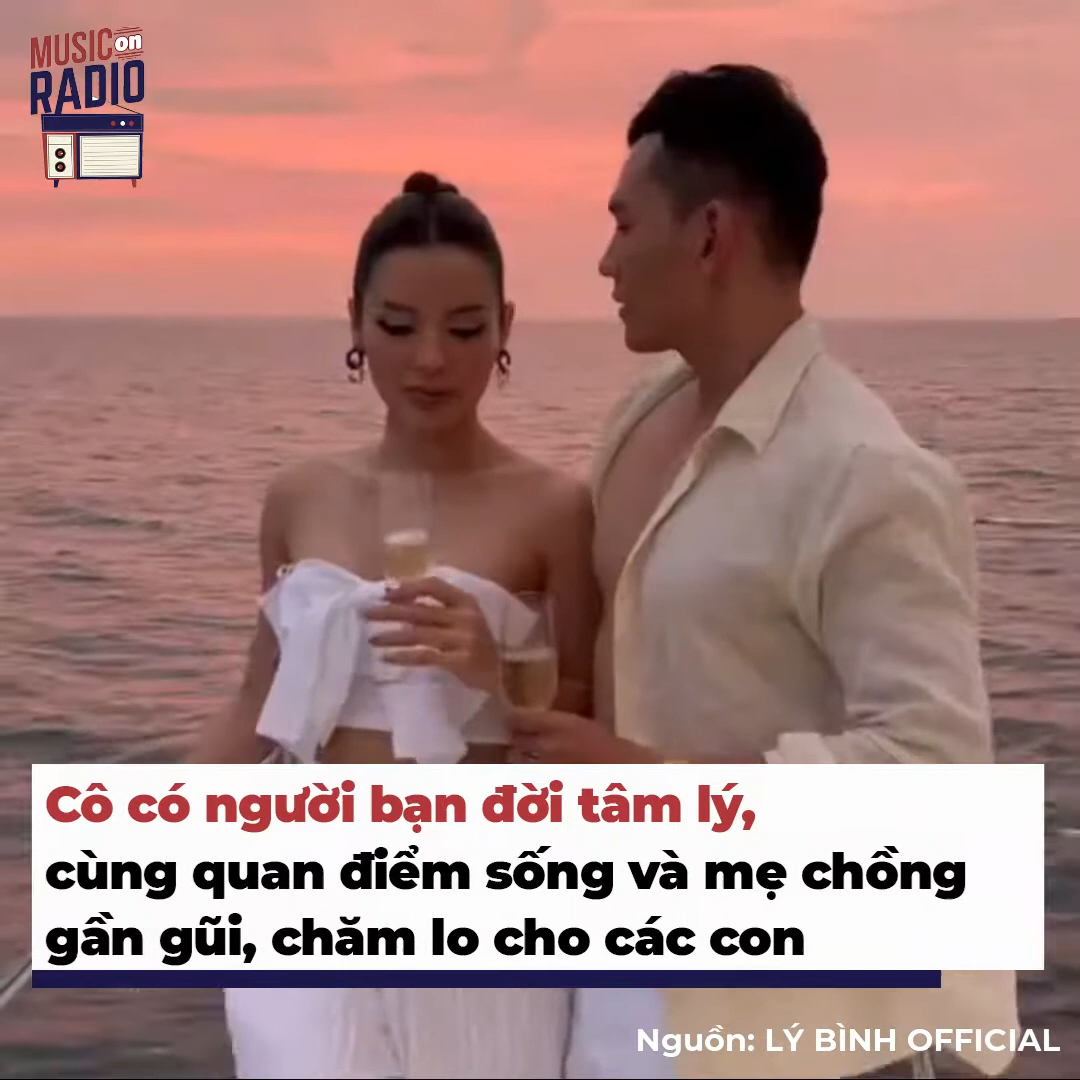 MUSIC on
RADIO
Cô có người bạn đời tâm lý,
cùng quan điểm sống và mẹ chồng
gần gũi, chăm lo cho các con
Nguồn: LÝ BÌNH OFFICIAL